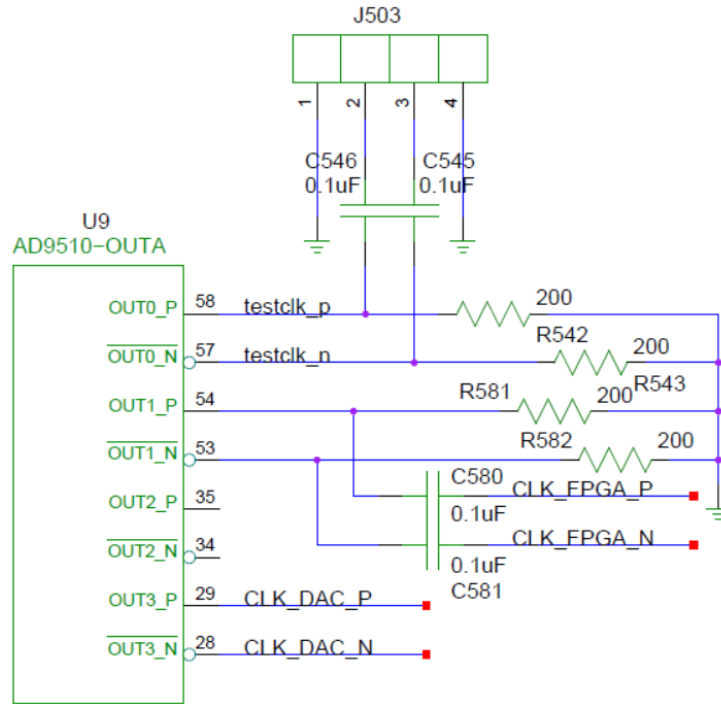 J503
1 2 3 4
C546 C545
0.1uF 0.1uF
U9
AD9510-OUTA
OUT0_P 58 testclk_p 200
R542
OUT0_N 57 testclk_n 200
R543
OUT1_P 54 R581 200
R582 200
OUT1_N 53
C580
OUT2_P 35 CLK_FPGA_P
0.1uF
OUT2_N 34 CLK_FPGA_N
0.1uF
C581
OUT3_P 29 CLK_DAC_P
OUT3_N 28 CLK_DAC_N